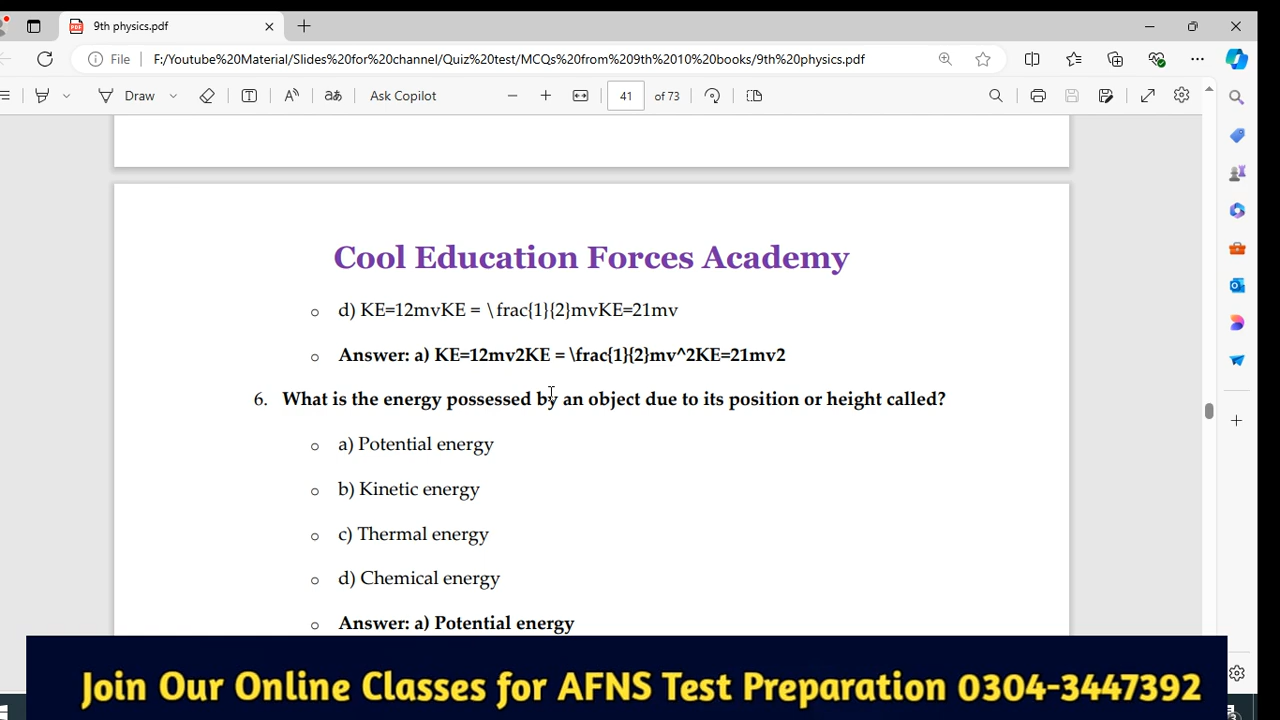 9th physics.pdf
File F:/Youtube%20Material/Slides%20for%20channel/Quiz%20test/MCQs%20from%209th%2010%20books/9th%20physics.pdf
Draw Ask Copilot 41 of 73
Cool Education Forces Academy
d) KE=12mvKE = \frac{1}{2}mvKE=21mv
Answer: a) KE=12mv2KE = \frac{1}{2}mv^2KE=21mv2
6. What is the energy possessed by an object due to its position or height called?
a) Potential energy
b) Kinetic energy
c) Thermal energy
d) Chemical energy
Answer: a) Potential energy
Join Our Online Classes for AFNS Test Preparation 0304-3447392